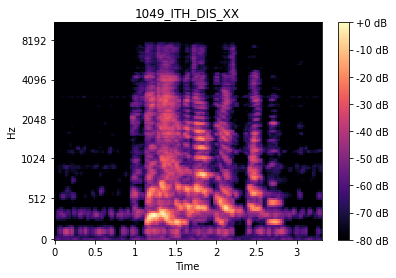 1049_ITH_DIS_XX
Hz
8192
4096
2048
1024
512
0
0 0.5 1 1.5 2 2.5 3
Time
+0 dB
-10 dB
-20 dB
-30 dB
-40 dB
-50 dB
-60 dB
-70 dB
-80 dB